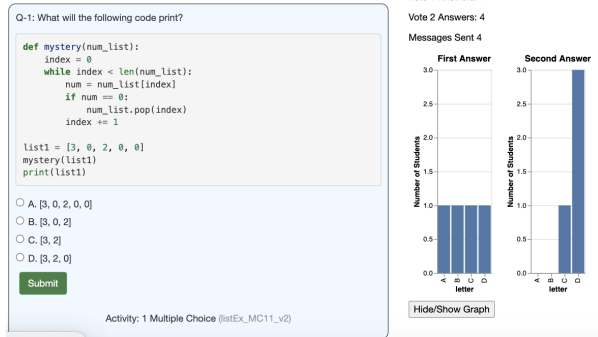 Q-1: What will the following code print?
def mystery(num_list):
    index = 0
    while index < len(num_list):
        num = num_list[index]
        if num == 0:
            num_list.pop(index)
        index += 1
list1 = [3, 0, 2, 0, 0]
mystery(list1)
print(list1)
A. [3, 0, 2, 0, 0]
B. [3, 0, 2]
C. [3, 2]
D. [3, 2, 0]
Submit
Activity: 1 Multiple Choice (listEx_MC11_v2)
Vote 2 Answers: 4
Messages Sent 4
First Answer
Number of Students
3.0
2.5
2.0
1.5
1.0
0.5
0.0
A B C D
letter
Second Answer
Number of Students
3.0
2.5
2.0
1.5
1.0
0.5
0.0
A B C D
letter
Hide/Show Graph